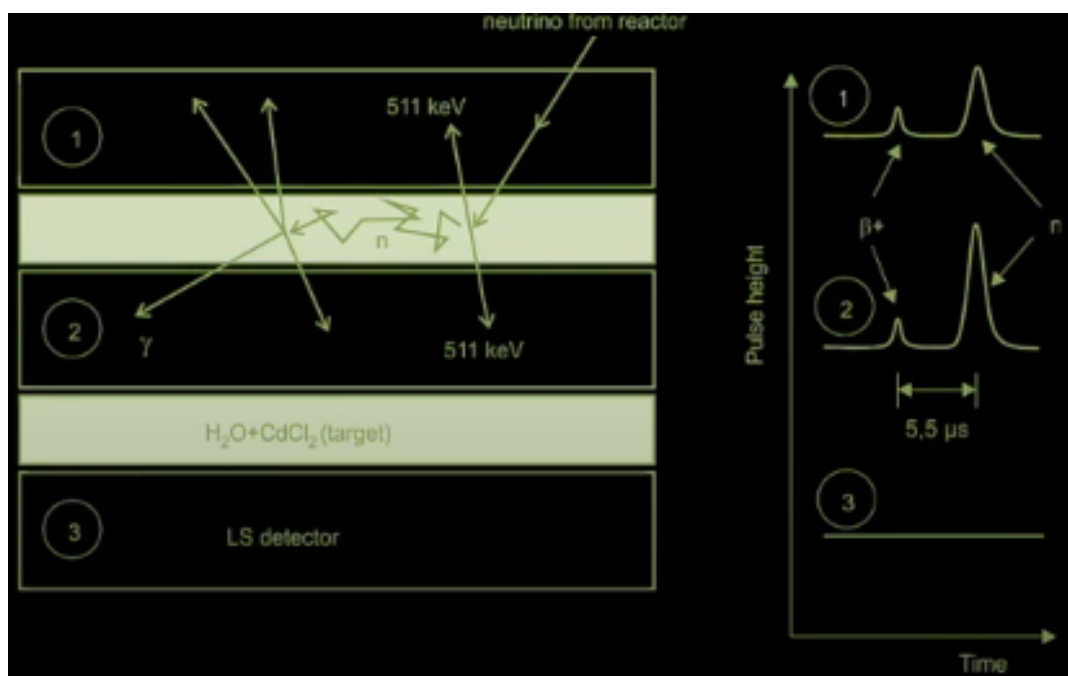 neutrino from reactor
1
511 keV
n
2
γ
511 keV
H₂O+CdCl₂ (target)
3
LS detector
Pulse height
1
β+
n
2
5,5 μs
3
Time